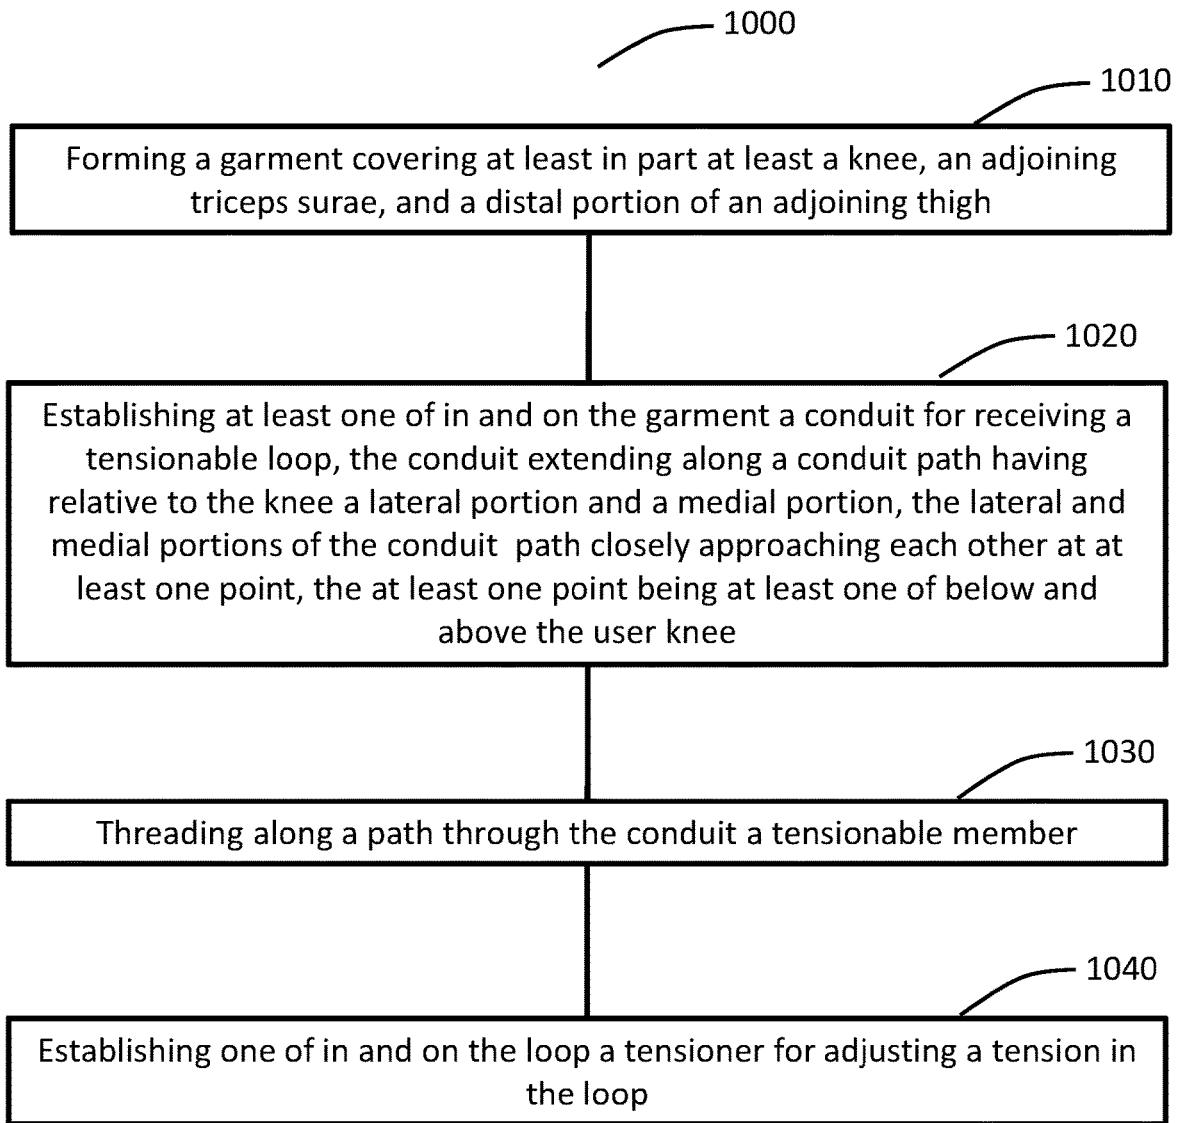 1000
1010
Forming a garment covering at least in part at least a knee, an adjoining
triceps surae, and a distal portion of an adjoining thigh
1020
Establishing at least one of in and on the garment a conduit for receiving a
tensionable loop, the conduit extending along a conduit path having
relative to the knee a lateral portion and a medial portion, the lateral and
medial portions of the conduit path closely approaching each other at at
least one point, the at least one point being at least one of below and
above the user knee
1030
Threading along a path through the conduit a tensionable member
1040
Establishing one of in and on the loop a tensioner for adjusting a tension in
the loop